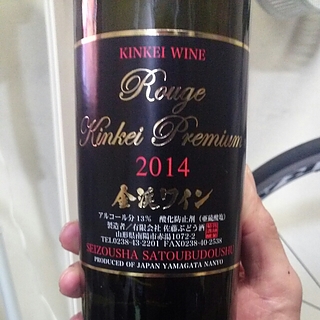 KINKEI WINE
Rouge
Kinkei Premium
2014
金渓ワイン
アルコール分13% 酸化防止剤(亜硫酸塩)
製造者/有限会社 佐藤ぶどう酒
山形県南陽市赤湯1072-2
TEL0238-43-2201 FAX0238-40-2538
SEIZOUSHA SATOUBUDOUSHU
PRODUCED OF JAPAN YAMAGATA NANYO